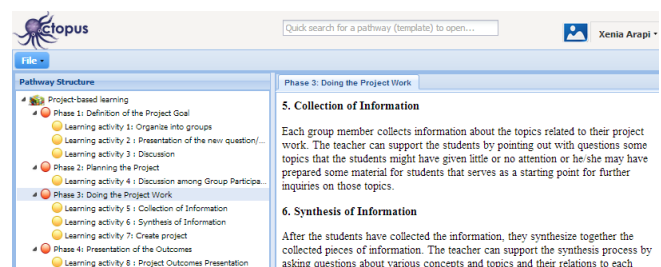 Octopus
Quick search for a pathway (template) to open...
Xenia Arapi
File
Pathway Structure
Project-based learning
Phase 1: Definition of the Project Goal
Learning activity 1: Organize into groups
Learning activity 2 : Presentation of the new question/...
Learning activity 3 : Discussion
Phase 2: Planning the Project
Learning activity 4 : Discussion among Group Participa...
Phase 3: Doing the Project Work
Learning activity 5 : Collection of Information
Learning activity 6 : Synthesis of Information
Learning activity 7: Create project
Phase 4: Presentation of the Outcomes
Learning activity 8 : Project Outcomes Presentation
Phase 3: Doing the Project Work
5. Collection of Information
Each group member collects information about the topics related to their project
work. The teacher can support the students by pointing out with questions some
topics that the students might have given little or no attention or he/she may have
prepared some material for students that serves as a starting point for further
inquiries on those topics.
6. Synthesis of Information
After the students have collected the information, they synthesize together the
collected pieces of information. The teacher can support the synthesis process by
asking questions about various concepts and topics and their relations to each